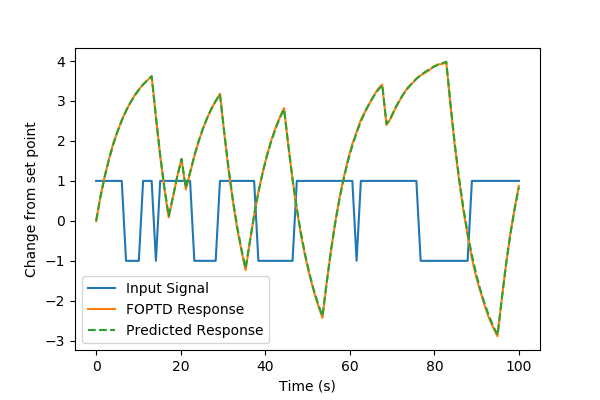 4
3
2
1
0
−1
−2
−3
Change from set point
Input Signal
FOPTD Response
Predicted Response
0 20 40 60 80 100
Time (s)